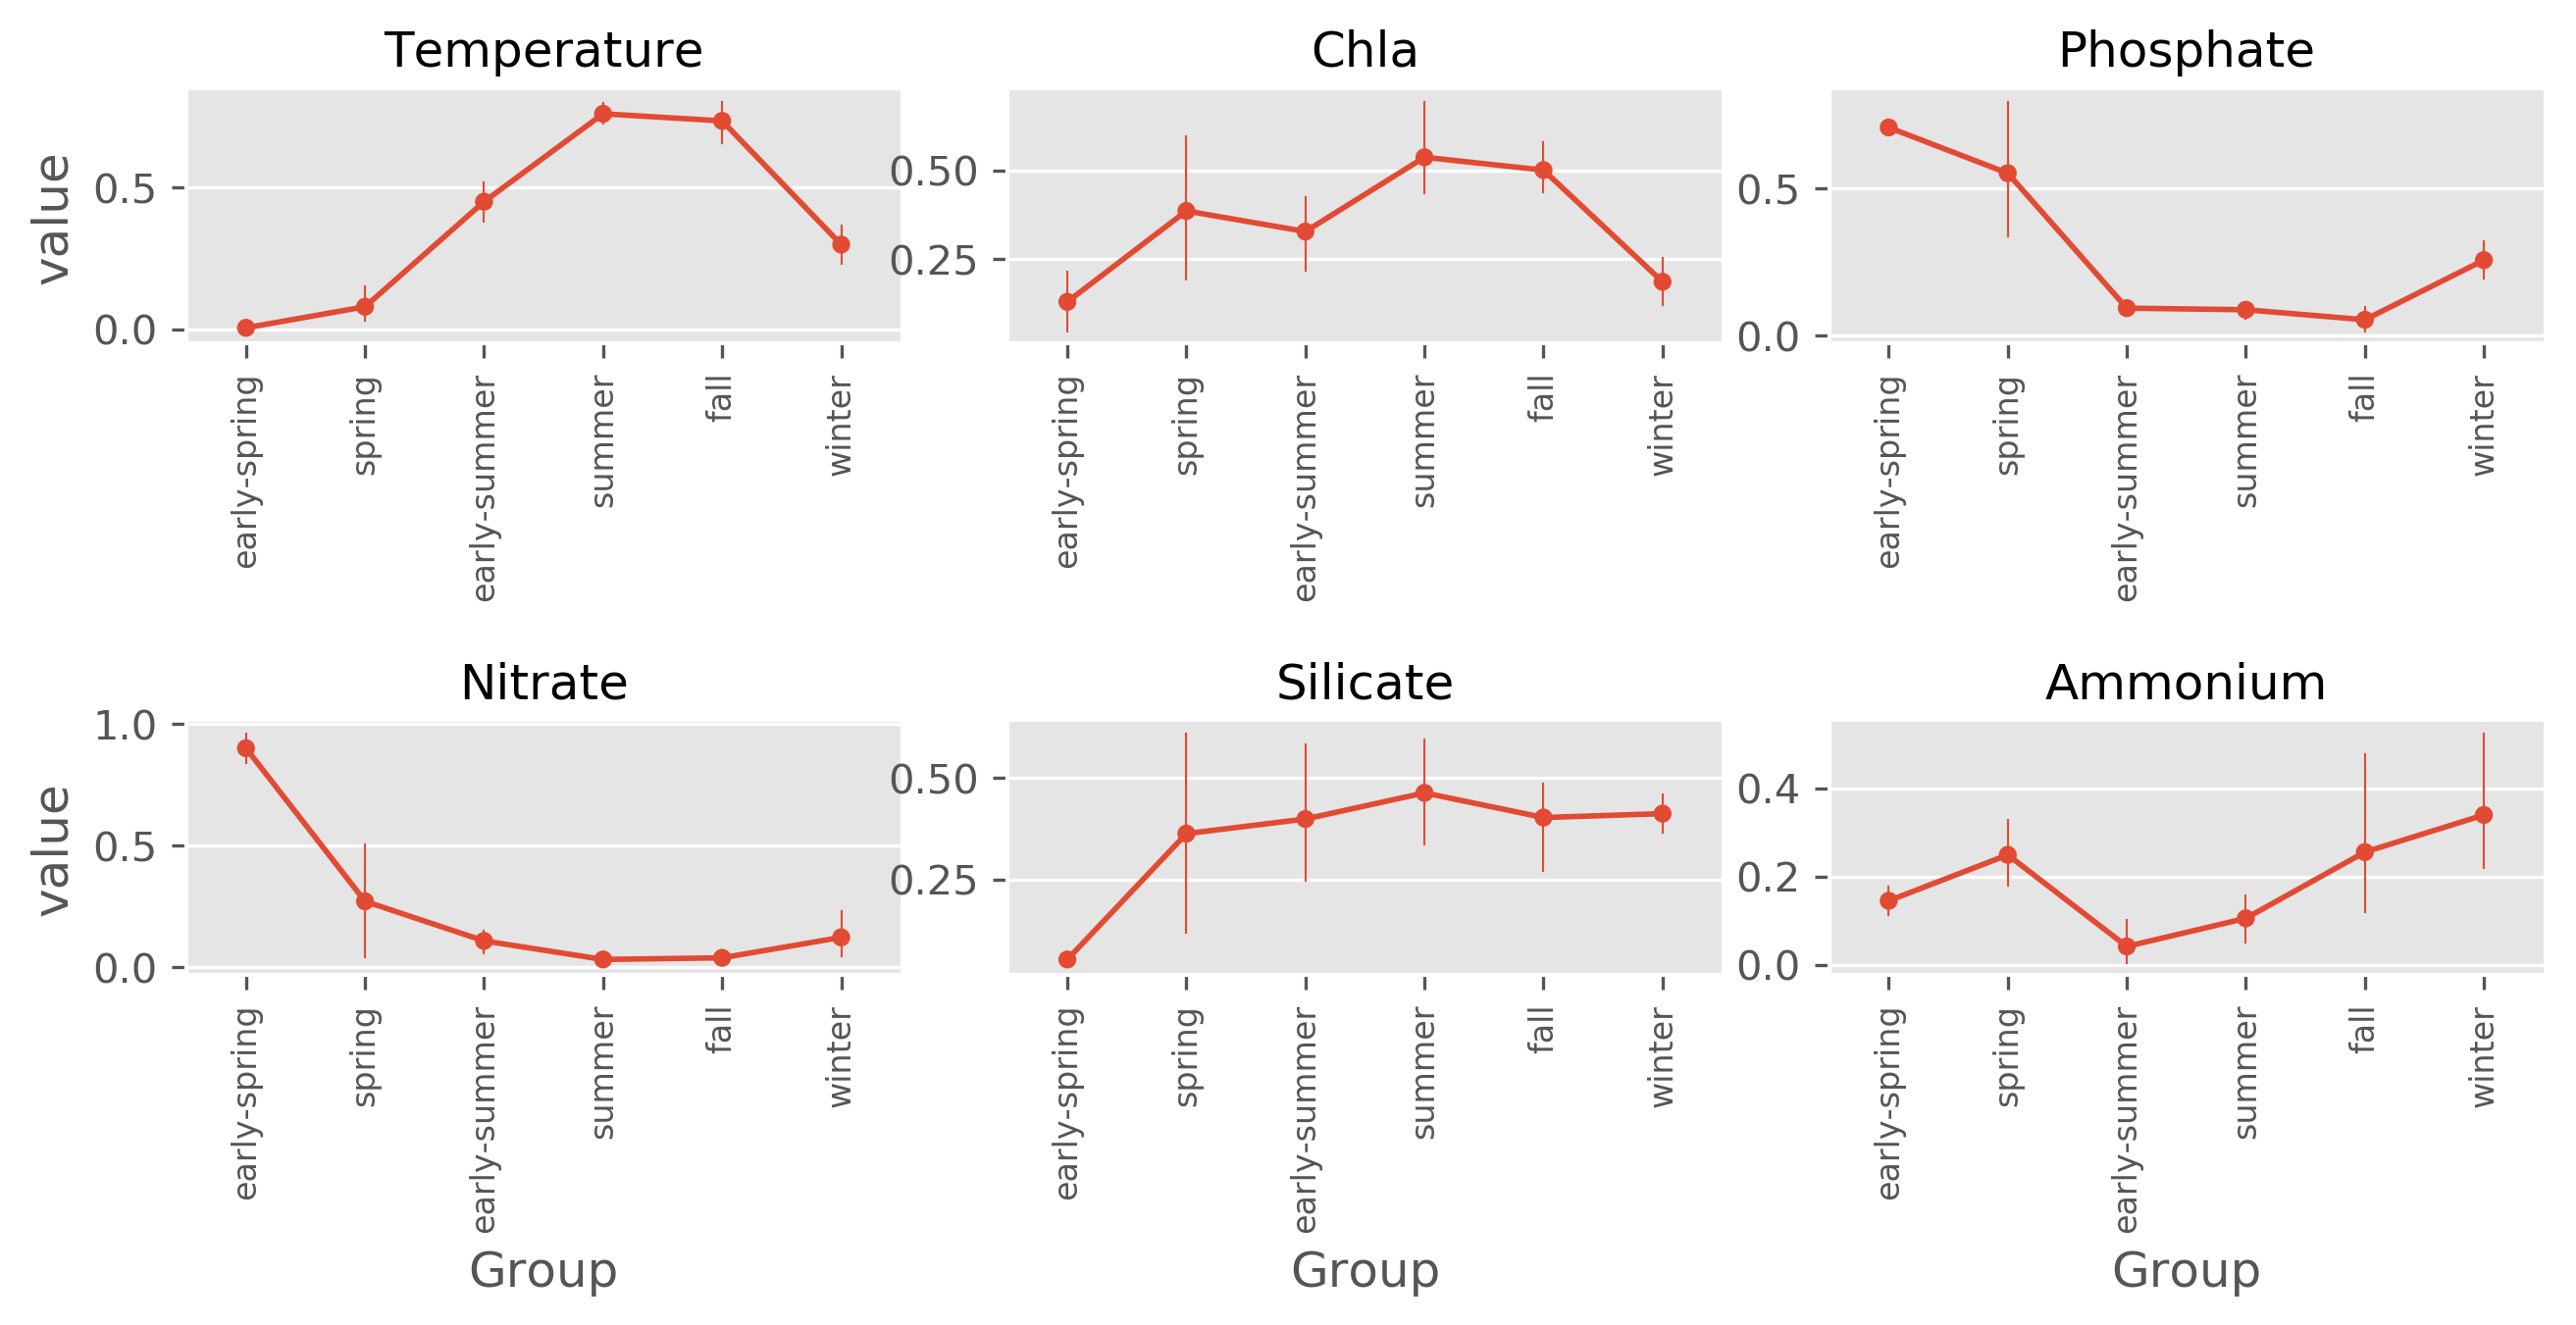 Temperature
value
0.5
0.0
early-spring
spring
early-summer
summer
fall
winter
Chla
0.50
0.25
early-spring
spring
early-summer
summer
fall
winter
Phosphate
0.5
0.0
early-spring
spring
early-summer
summer
fall
winter
Nitrate
value
1.0
0.5
0.0
early-spring
spring
early-summer
summer
fall
winter
Group
Silicate
0.50
0.25
early-spring
spring
early-summer
summer
fall
winter
Group
Ammonium
0.4
0.2
0.0
early-spring
spring
early-summer
summer
fall
winter
Group